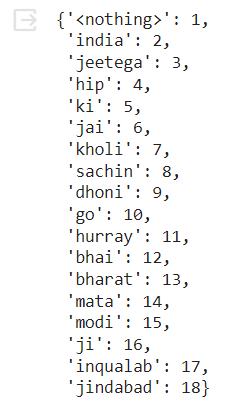 {'<nothing>': 1,
'india': 2,
'jeetega': 3,
'hip': 4,
'ki': 5,
'jai': 6,
'kholi': 7,
'sachin': 8,
'dhoni': 9,
'go': 10,
'hurray': 11,
'bhai': 12,
'bharat': 13,
'mata': 14,
'modi': 15,
'ji': 16,
'inqualab': 17,
'jindabad': 18}